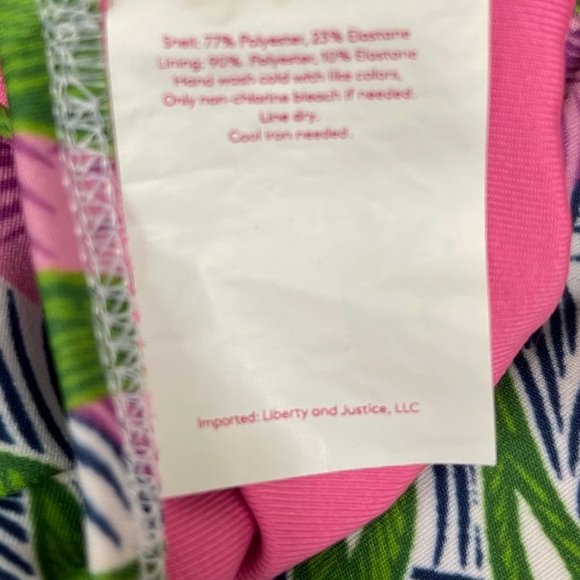 Shell: 77% Polyester, 23% Elastane
Lining: 90% Polyester, 10% Elastane
Hand wash cold with like colors,
Only non-chlorine bleach if needed.
Line dry.
Cool iron needed.
Imported: Liberty and Justice, LLC